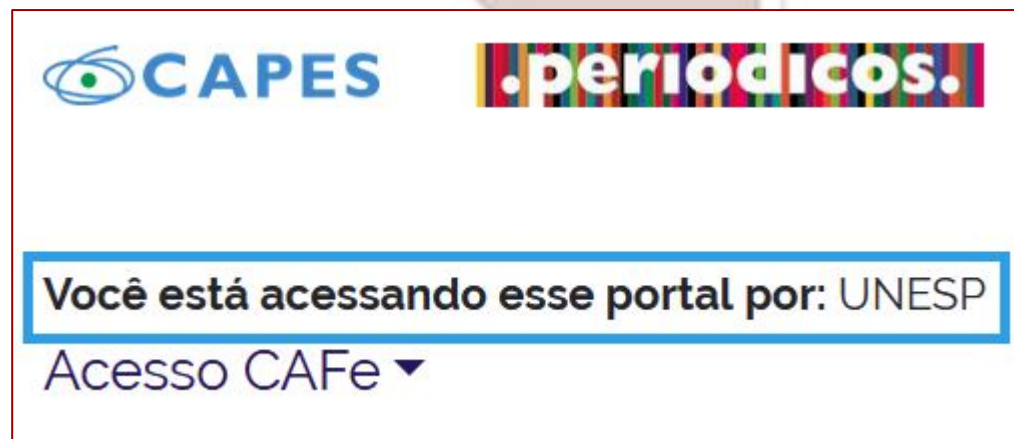 CAPES .periodicos.
Você está acessando esse portal por: UNESP
Acesso CAFe